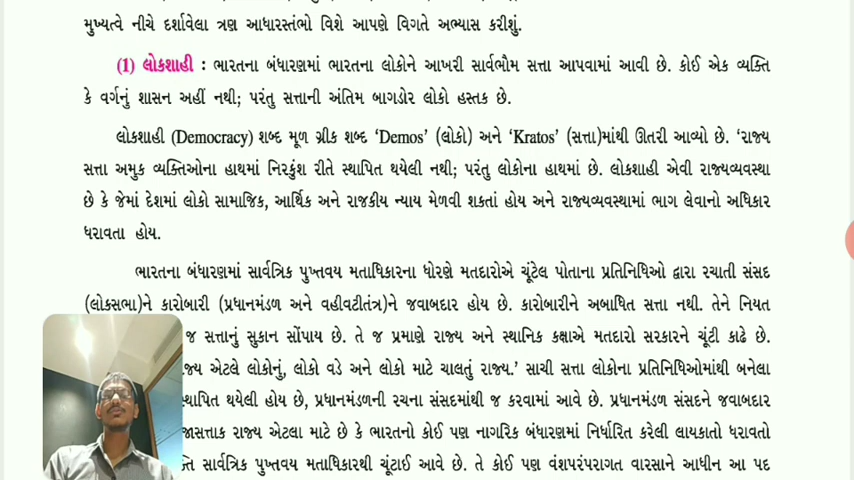 મુખ્યત્વે નીચે દર્શાવેલા ત્રણ આધારસ્તંભો વિશે આપણે વિગતે અભ્યાસ કરીશું.
(1) લોકશાહી : ભારતના બંધારણમાં ભારતના લોકોને આખરી સાર્વભૌમ સત્તા આપવામાં આવી છે. કોઈ એક વ્યક્તિ
કે વર્ગનું શાસન અહીં નથી; પરંતુ સત્તાની અંતિમ બાગડોર લોકો હસ્તક છે.
લોકશાહી (Democracy) શબ્દ મૂળ ગ્રીક શબ્દ ‘Demos’ (લોકો) અને ‘Kratos’ (સત્તા)માંથી ઊતરી આવ્યો છે. ‘રાજ્ય
સત્તા અમુક વ્યક્તિઓના હાથમાં નિરકુંશ રીતે સ્થાપિત થયેલી નથી; પરંતુ લોકોના હાથમાં છે. લોકશાહી એવી રાજ્યવ્યવસ્થા
છે કે જેમાં દેશમાં લોકો સામાજિક, આર્થિક અને રાજકીય ન્યાય મેળવી શકતાં હોય અને રાજ્યવ્યવસ્થામાં ભાગ લેવાનો અધિકાર
ધરાવતા હોય.
ભારતના બંધારણમાં સાર્વત્રિક પુખ્તવય મતાધિકારના ધોરણે મતદારોએ ચૂંટેલ પોતાના પ્રતિનિધિઓ દ્વારા રચાતી સંસદ
(લોકસભા)ને કારોબારી (પ્રધાનમંડળ અને વહીવટીતંત્ર)ને જવાબદાર હોય છે. કારોબારીને અબાધિત સત્તા નથી. તેને નિયત
જ સત્તાનું સુકાન સોંપાય છે. તે જ પ્રમાણે રાજ્ય અને સ્થાનિક કક્ષાએ મતદારો સરકારને ચૂંટી કાઢે છે.
જ્ય એટલે લોકોનું, લોકો વડે અને લોકો માટે ચાલતું રાજ્ય.’ સાચી સત્તા લોકોના પ્રતિનિધિઓમાંથી બનેલા
સ્થાપિત થયેલી હોય છે, પ્રધાનમંડળની રચના સંસદમાંથી જ કરવામાં આવે છે. પ્રધાનમંડળ સંસદને જવાબદાર
જાસત્તાક રાજ્ય એટલા માટે છે કે ભારતનો કોઈ પણ નાગરિક બંધારણમાં નિર્ધારિત કરેલી લાયકાતો ધરાવતો
ક્તિ સાર્વત્રિક પુખ્તવય મતાધિકારથી ચૂંટાઈ આવે છે. તે કોઈ પણ વંશપરંપરાગત વારસાને આધીન આ પદ